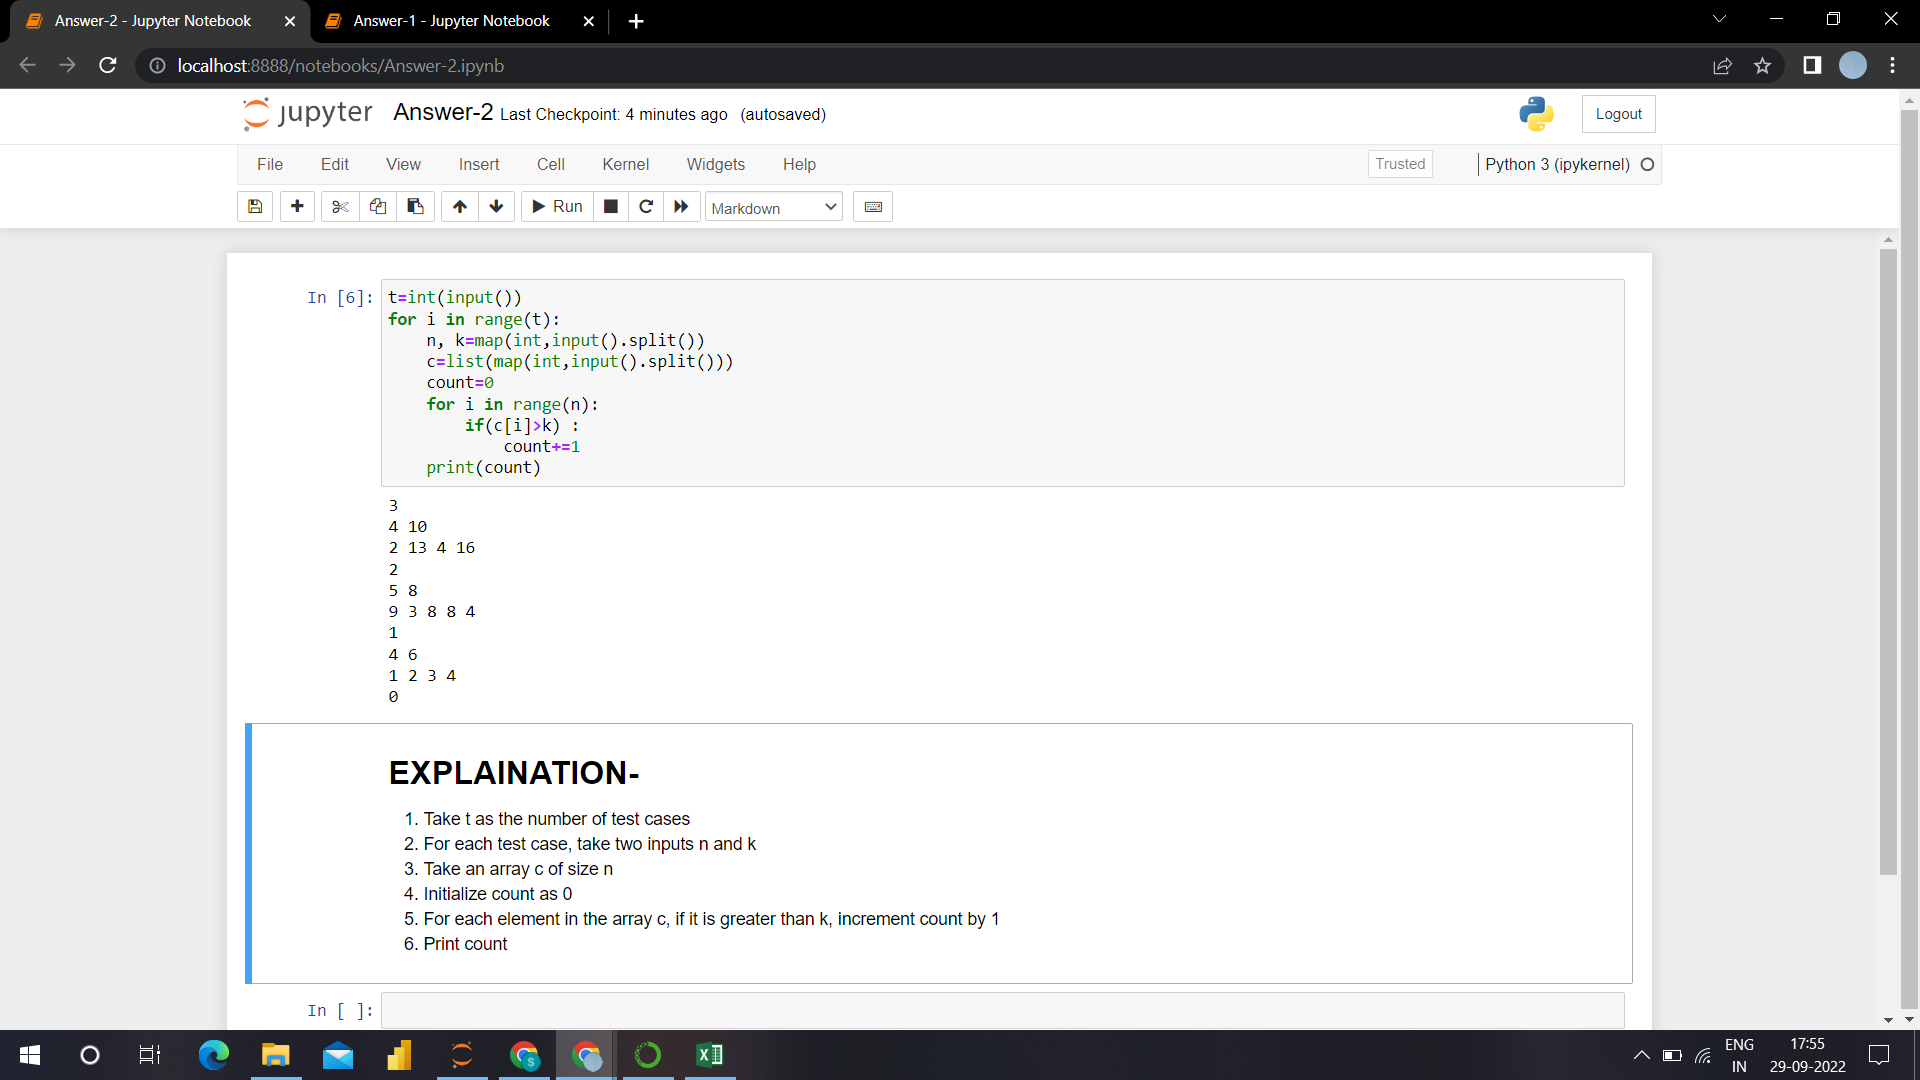 Answer-2 - Jupyter Notebook
Answer-1 - Jupyter Notebook
localhost:8888/notebooks/Answer-2.ipynb
jupyter Answer-2 Last Checkpoint: 4 minutes ago (autosaved)
Logout
File Edit View Insert Cell Kernel Widgets Help
Trusted
Python 3 (ipykernel)
Run
Markdown
In [6]:
t=int(input())
for i in range(t):
    n, k=map(int,input().split())
    c=list(map(int,input().split()))
    count=0
    for i in range(n):
        if(c[i]>k) :
            count+=1
    print(count)
3
4 10
2 13 4 16
2
5 8
9 3 8 8 4
1
4 6
1 2 3 4
0
EXPLAINATION-
1. Take t as the number of test cases
2. For each test case, take two inputs n and k
3. Take an array c of size n
4. Initialize count as 0
5. For each element in the array c, if it is greater than k, increment count by 1
6. Print count
In [ ]:
S
X
ENG
IN
17:55
29-09-2022